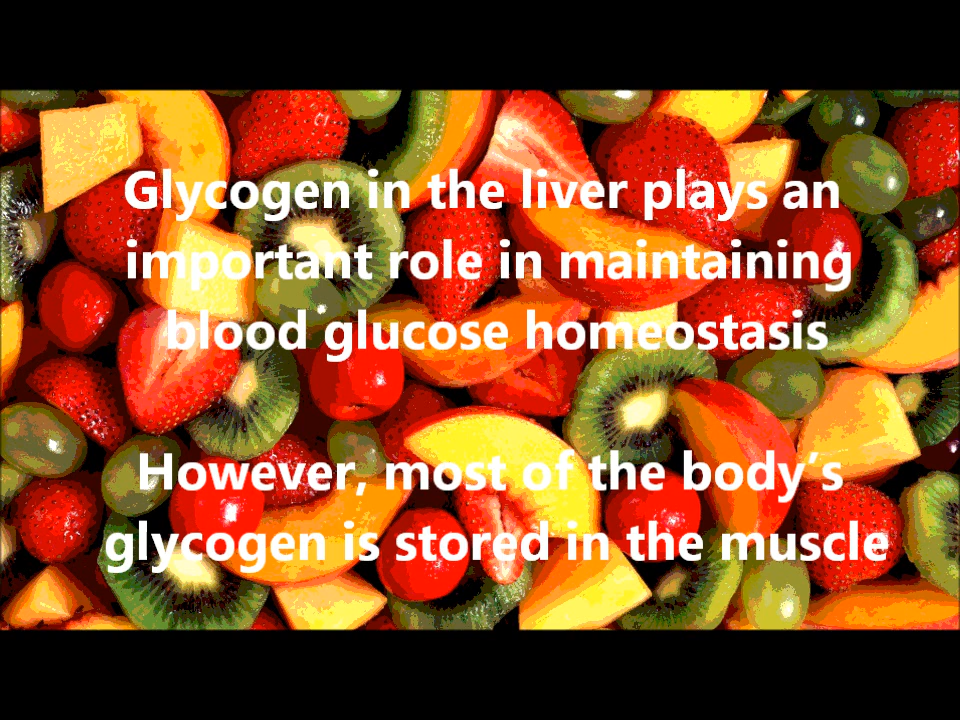 Glycogen in the liver plays an
important role in maintaining
blood glucose homeostasis
However, most of the body’s
glycogen is stored in the muscle